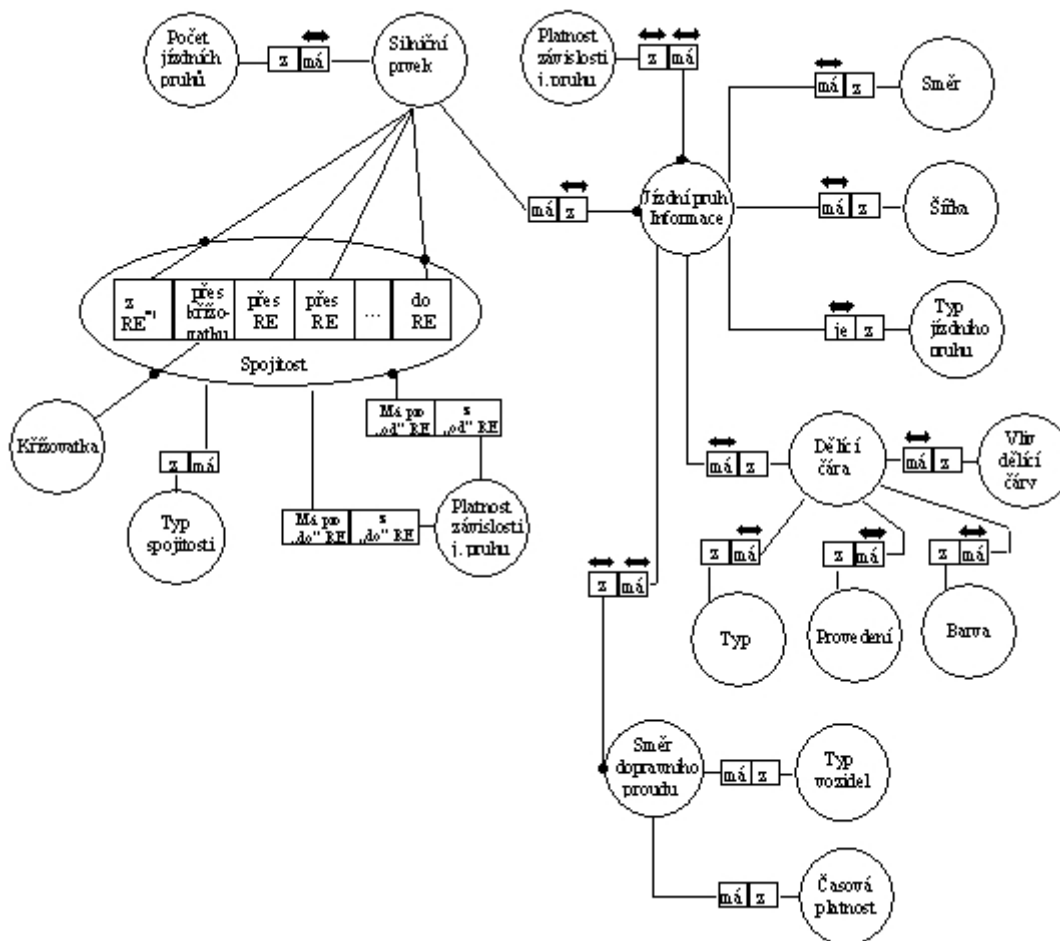 Počet
jízdních
pruhů
z
má
Silniční
prvek
Platnost
závislosti
j. pruhu
z
má
má
z
Směr
má
z
Jízdní pruh
Informace
má
z
Šířka
je
z
Typ
jízdního
pruhu
z
RE
přes
křížo-
vatku
přes
RE
přes
RE
...
do
RE
Spojitost
Křížovatka
z
má
Typ
spojitosti
Má pro
„od" RE
z
„od" RE
Má pro
„do" RE
z
„do" RE
Platnost
závislosti
j. pruhu
má
z
Dělící
čára
má
z
Vliv
dělící
čáry
z
má
Typ
z
má
Provedení
z
má
Barva
z
má
Směr
dopravního
proudu
má
z
Typ
vozidel
má
z
Časová
platnost